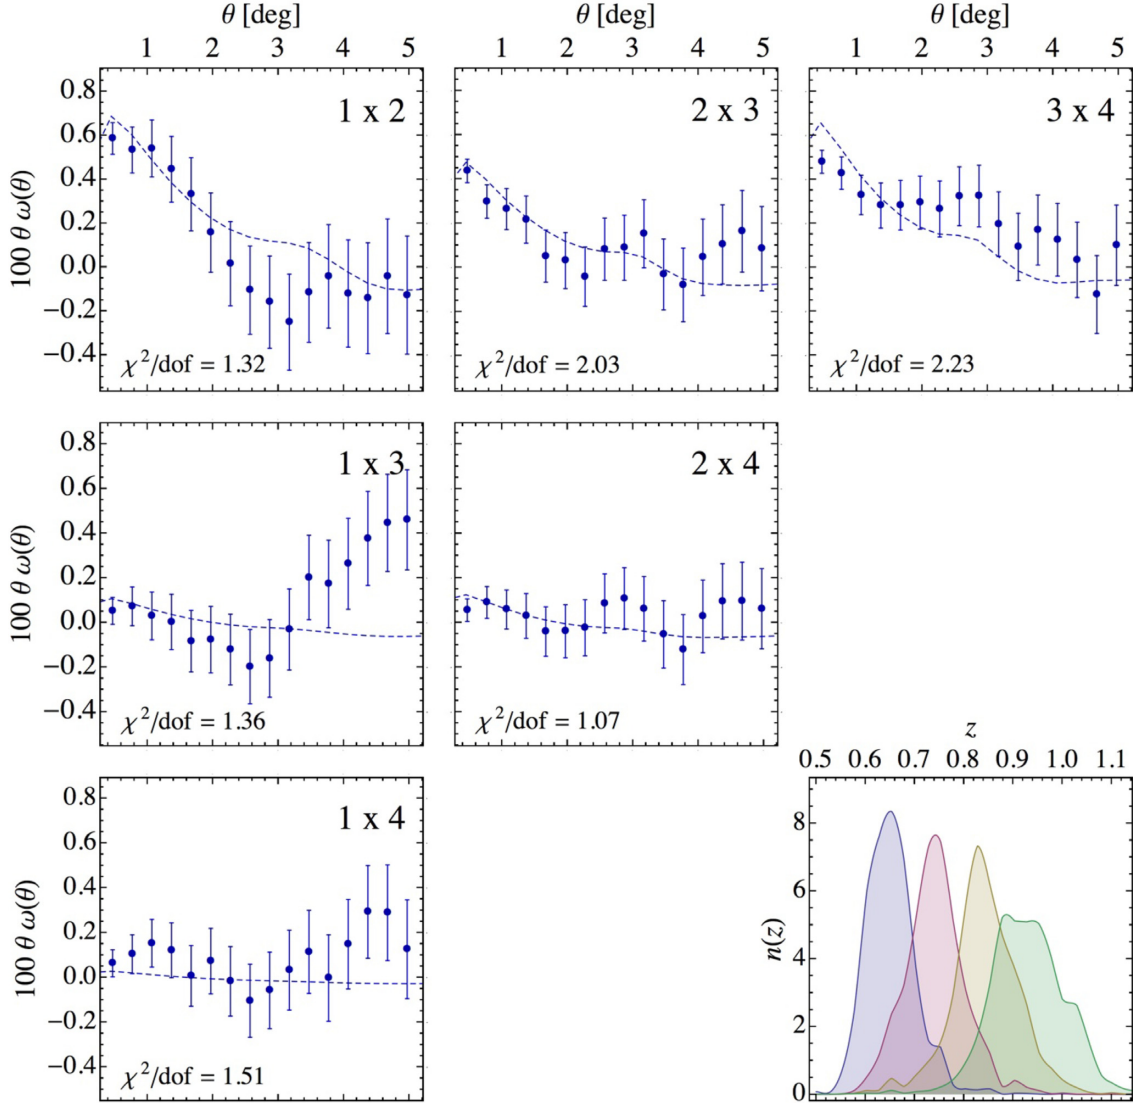 θ [deg] θ [deg] θ [deg]
1 2 3 4 5 1 2 3 4 5 1 2 3 4 5
100 θ ω(θ)
0.8
0.6
0.4
0.2
0.0
−0.2
−0.4
1 x 2
χ²/dof = 1.32
2 x 3
χ²/dof = 2.03
3 x 4
χ²/dof = 2.23
100 θ ω(θ)
0.8
0.6
0.4
0.2
0.0
−0.2
−0.4
1 x 3
χ²/dof = 1.36
2 x 4
χ²/dof = 1.07
100 θ ω(θ)
0.8
0.6
0.4
0.2
0.0
−0.2
−0.4
1 x 4
χ²/dof = 1.51
z
0.5 0.6 0.7 0.8 0.9 1.0 1.1
n(z)
8
6
4
2
0